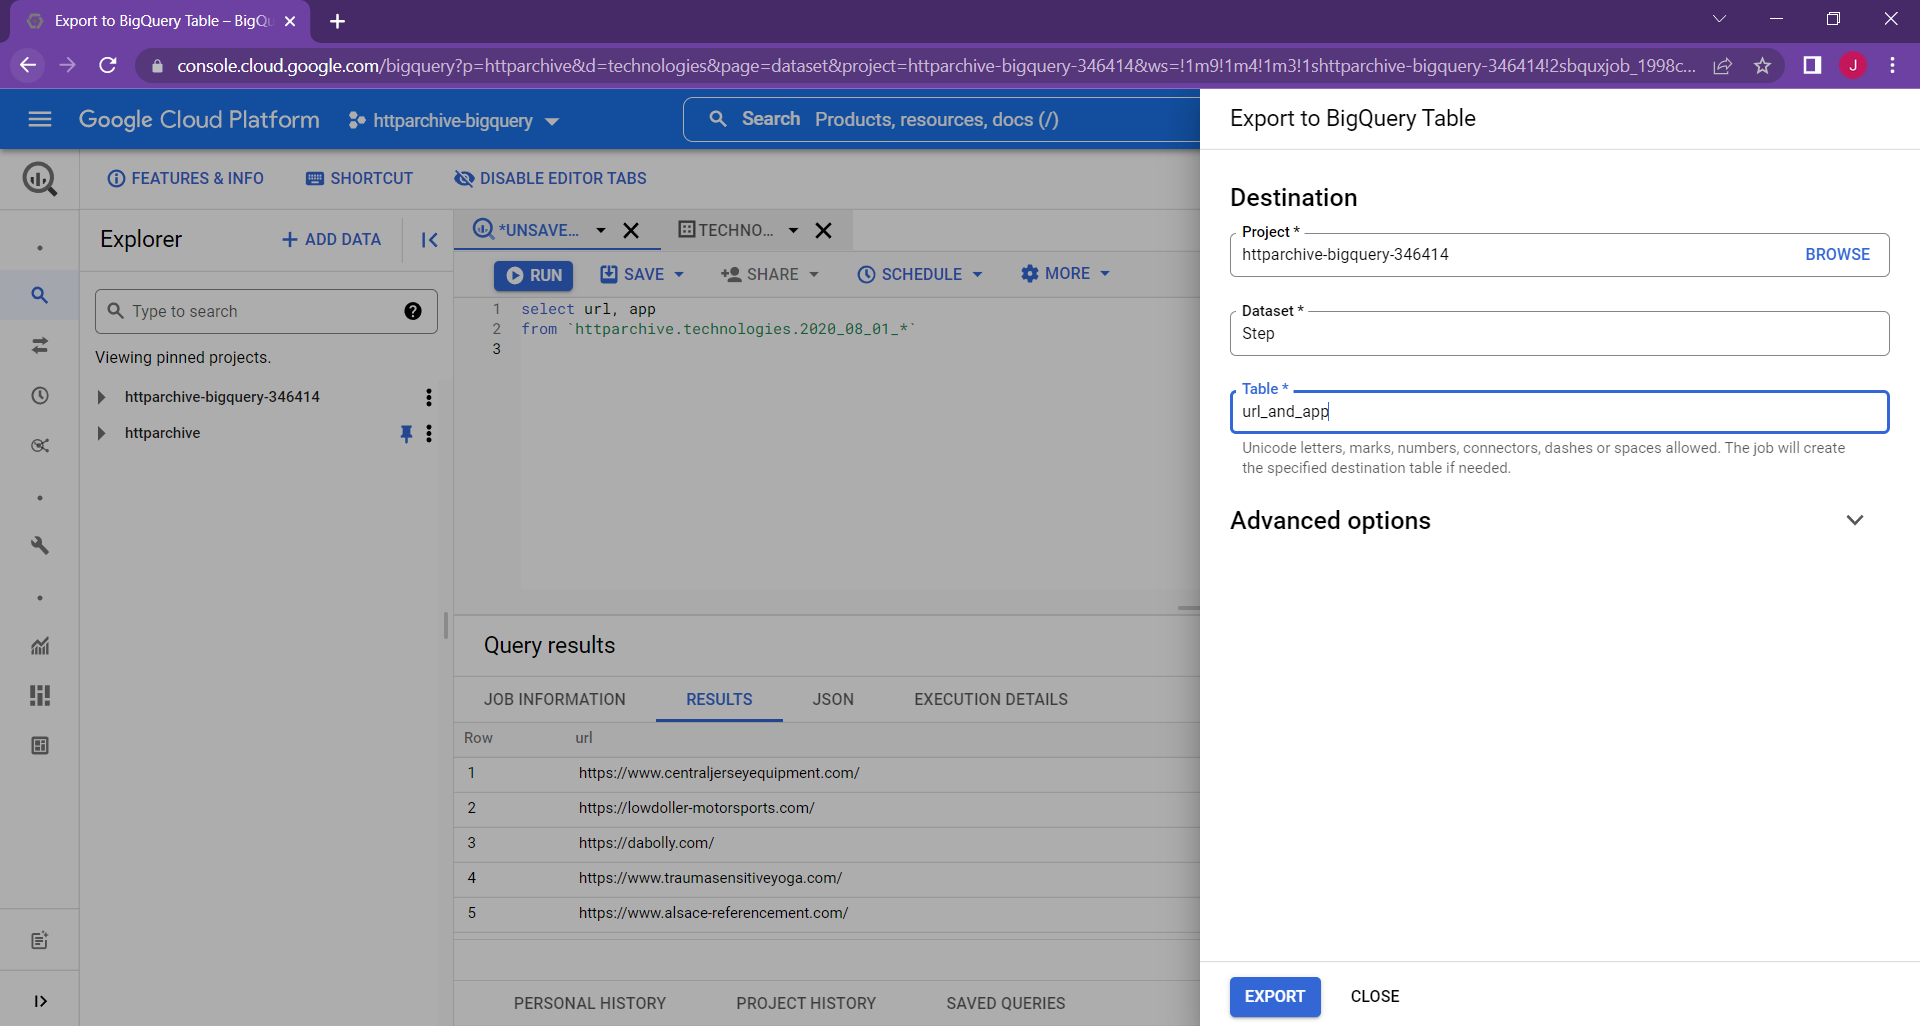 Export to BigQuery Table – BigQu
console.cloud.google.com/bigquery?p=httparchive&d=technologies&page=dataset&project=httparchive-bigquery-346414&ws=!1m9!1m4!1m3!1shttparchive-bigquery-346414!2sbquxjob_1998c...
J
Google Cloud Platform
httparchive-bigquery
Search Products, resources, docs (/)
FEATURES & INFO
SHORTCUT
DISABLE EDITOR TABS
Explorer
+ ADD DATA
Type to search
?
Viewing pinned projects.
httparchive-bigquery-346414
httparchive
*UNSAVE...
TECHNO...
RUN
SAVE
SHARE
SCHEDULE
MORE
1 select url, app
2 from `httparchive.technologies.2020_08_01_*`
3
Query results
JOB INFORMATION
RESULTS
JSON
EXECUTION DETAILS
Row url
1 https://www.centraljerseyequipment.com/
2 https://lowdoller-motorsports.com/
3 https://dabolly.com/
4 https://www.traumasensitiveyoga.com/
5 https://www.alsace-referencement.com/
PERSONAL HISTORY
PROJECT HISTORY
SAVED QUERIES
Export to BigQuery Table
Destination
Project *
httparchive-bigquery-346414
BROWSE
Dataset *
Step
Table *
url_and_app
Unicode letters, marks, numbers, connectors, dashes or spaces allowed. The job will create
the specified destination table if needed.
Advanced options
EXPORT
CLOSE